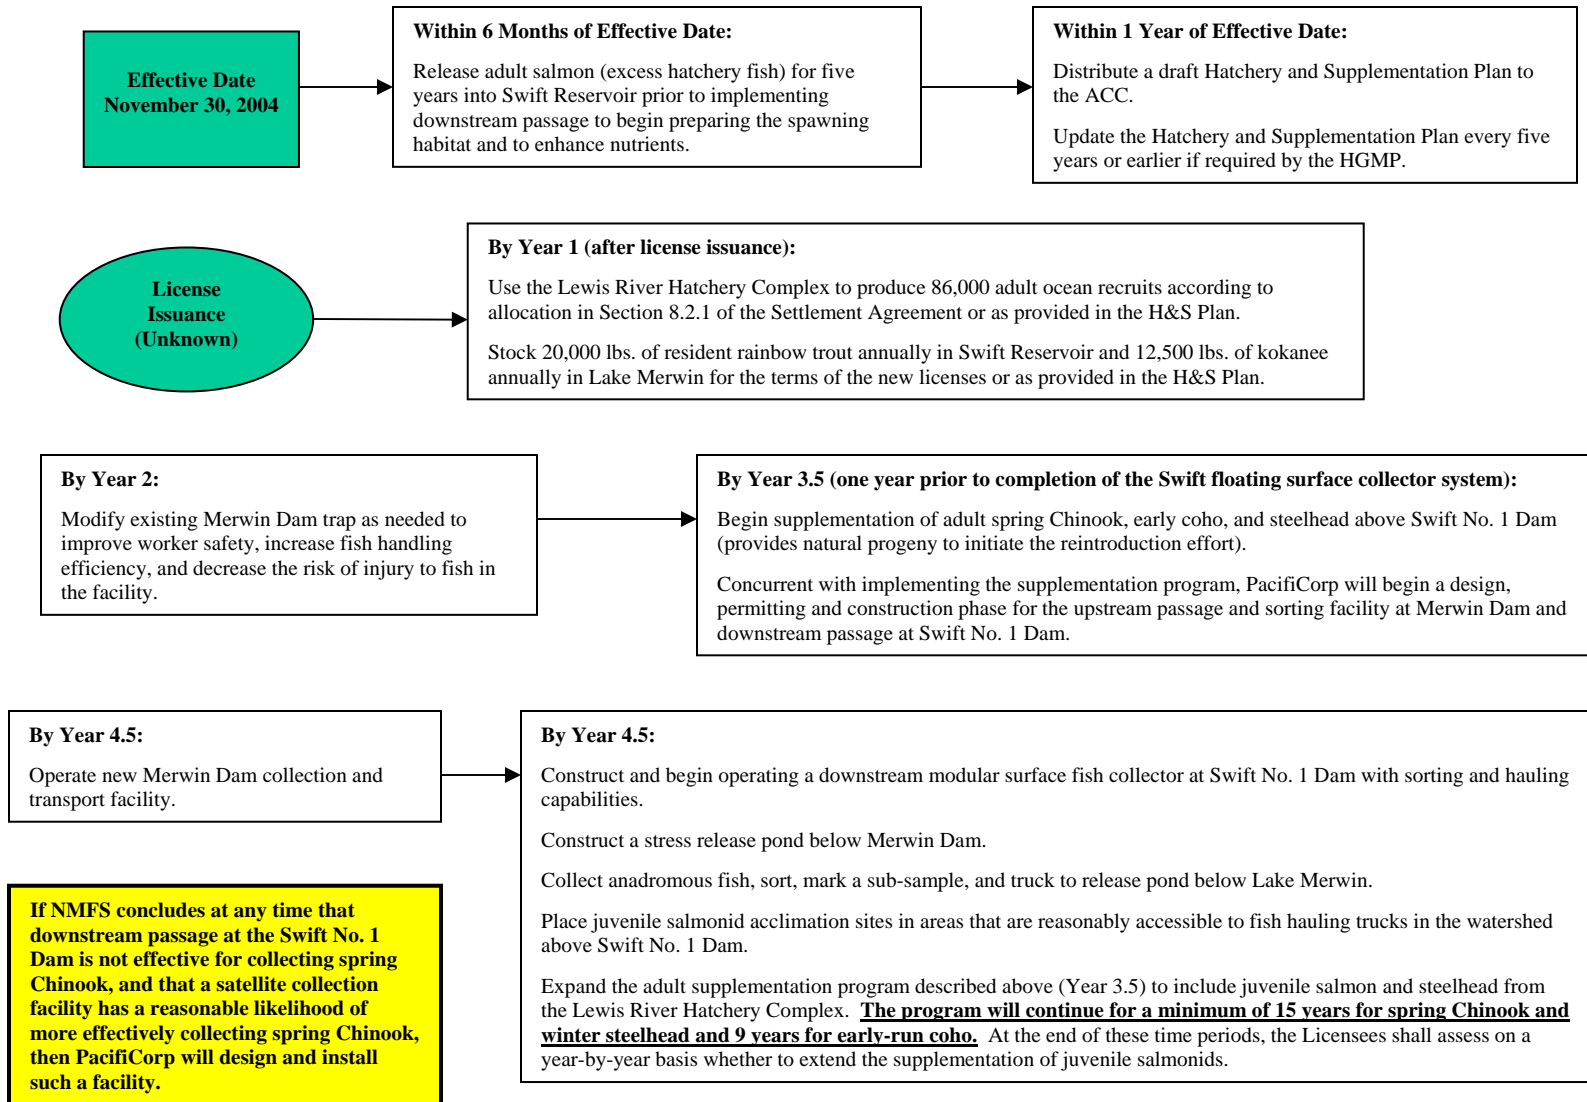 Effective Date
November 30, 2004
Within 6 Months of Effective Date:
Release adult salmon (excess hatchery fish) for five
years into Swift Reservoir prior to implementing
downstream passage to begin preparing the spawning
habitat and to enhance nutrients.
Within 1 Year of Effective Date:
Distribute a draft Hatchery and Supplementation Plan to
the ACC.
Update the Hatchery and Supplementation Plan every five
years or earlier if required by the HGMP.
License
Issuance
(Unknown)
By Year 1 (after license issuance):
Use the Lewis River Hatchery Complex to produce 86,000 adult ocean recruits according to
allocation in Section 8.2.1 of the Settlement Agreement or as provided in the H&S Plan.
Stock 20,000 lbs. of resident rainbow trout annually in Swift Reservoir and 12,500 lbs. of kokanee
annually in Lake Merwin for the terms of the new licenses or as provided in the H&S Plan.
By Year 2:
Modify existing Merwin Dam trap as needed to
improve worker safety, increase fish handling
efficiency, and decrease the risk of injury to fish in
the facility.
By Year 3.5 (one year prior to completion of the Swift floating surface collector system):
Begin supplementation of adult spring Chinook, early coho, and steelhead above Swift No. 1 Dam
(provides natural progeny to initiate the reintroduction effort).
Concurrent with implementing the supplementation program, PacifiCorp will begin a design,
permitting and construction phase for the upstream passage and sorting facility at Merwin Dam and
downstream passage at Swift No. 1 Dam.
By Year 4.5:
Operate new Merwin Dam collection and
transport facility.
By Year 4.5:
Construct and begin operating a downstream modular surface fish collector at Swift No. 1 Dam with sorting and hauling
capabilities.
Construct a stress release pond below Merwin Dam.
Collect anadromous fish, sort, mark a sub-sample, and truck to release pond below Lake Merwin.
Place juvenile salmonid acclimation sites in areas that are reasonably accessible to fish hauling trucks in the watershed
above Swift No. 1 Dam.
Expand the adult supplementation program described above (Year 3.5) to include juvenile salmon and steelhead from
the Lewis River Hatchery Complex. The program will continue for a minimum of 15 years for spring Chinook and
winter steelhead and 9 years for early-run coho. At the end of these time periods, the Licensees shall assess on a
year-by-year basis whether to extend the supplementation of juvenile salmonids.
If NMFS concludes at any time that
downstream passage at the Swift No. 1
Dam is not effective for collecting spring
Chinook, and that a satellite collection
facility has a reasonable likelihood of
more effectively collecting spring Chinook,
then PacifiCorp will design and install
such a facility.